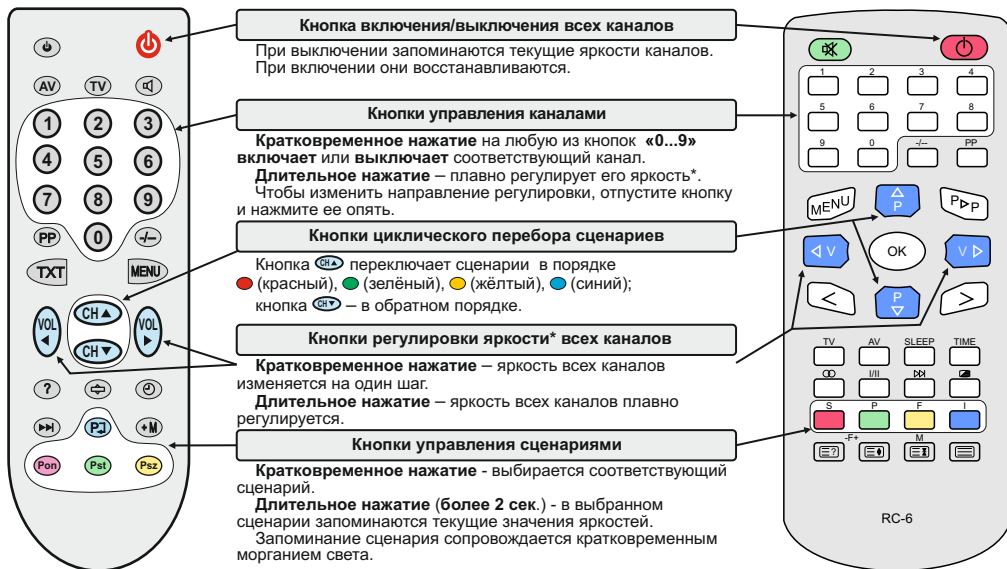 Кнопка включения/выключения всех каналов
При выключении запоминаются текущие яркости каналов.
При включении они восстанавливаются.
Кнопки управления каналами
Кратковременное нажатие на любую из кнопок «0...9»
включает или выключает соответствующий канал.
Длительное нажатие – плавно регулирует его яркость*.
Чтобы изменить направление регулировки, отпустите кнопку
и нажмите ее опять.
Кнопки циклического перебора сценариев
Кнопка CH▲ переключает сценарии в порядке
(красный), (зелёный), (жёлтый), (синий);
кнопка CH▼ – в обратном порядке.
Кнопки регулировки яркости* всех каналов
Кратковременное нажатие – яркость всех каналов
изменяется на один шаг.
Длительное нажатие – яркость всех каналов плавно
регулируется.
Кнопки управления сценариями
Кратковременное нажатие - выбирается соответствующий
сценарий.
Длительное нажатие (более 2 сек.) - в выбранном
сценарии запоминаются текущие значения яркостей.
Запоминание сценария сопровождается кратковременным
морганием света.
AV TV
1 2 3
4 5 6
7 8 9
PP 0 -/--
TXT MENU
VOL CH▲ VOL
CH▼
?
+M
Pon Pst Psz
1 2 3 4
5 6 7 8
9 0 -/-- PP
MENU P P▷P
◁ V OK V ▷
< P >
TV AV SLEEP TIME
I/II
S P F I
-F+ M
RC-6